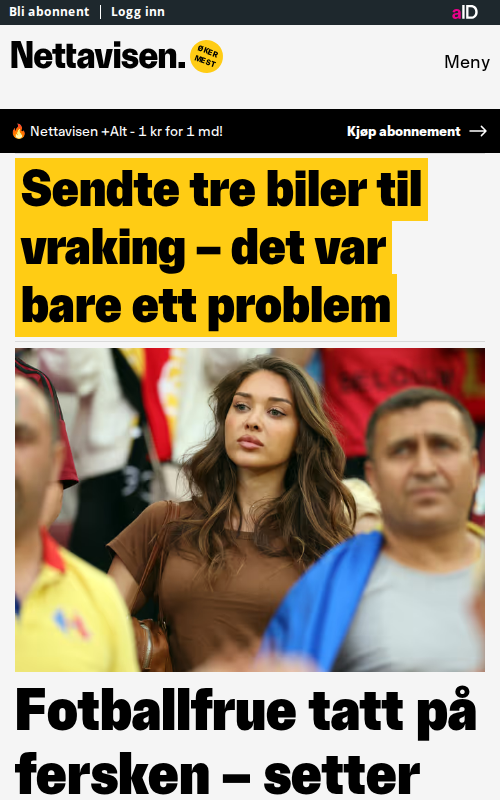 Bli abonnent | Logg inn
aID
Nettavisen.
ØKER
MEST
Meny
🔥 Nettavisen +Alt - 1 kr for 1 md!
Kjøp abonnement →
Sendte tre biler til
vraking – det var
bare ett problem
Fotballfrue tatt på
fersken – setter